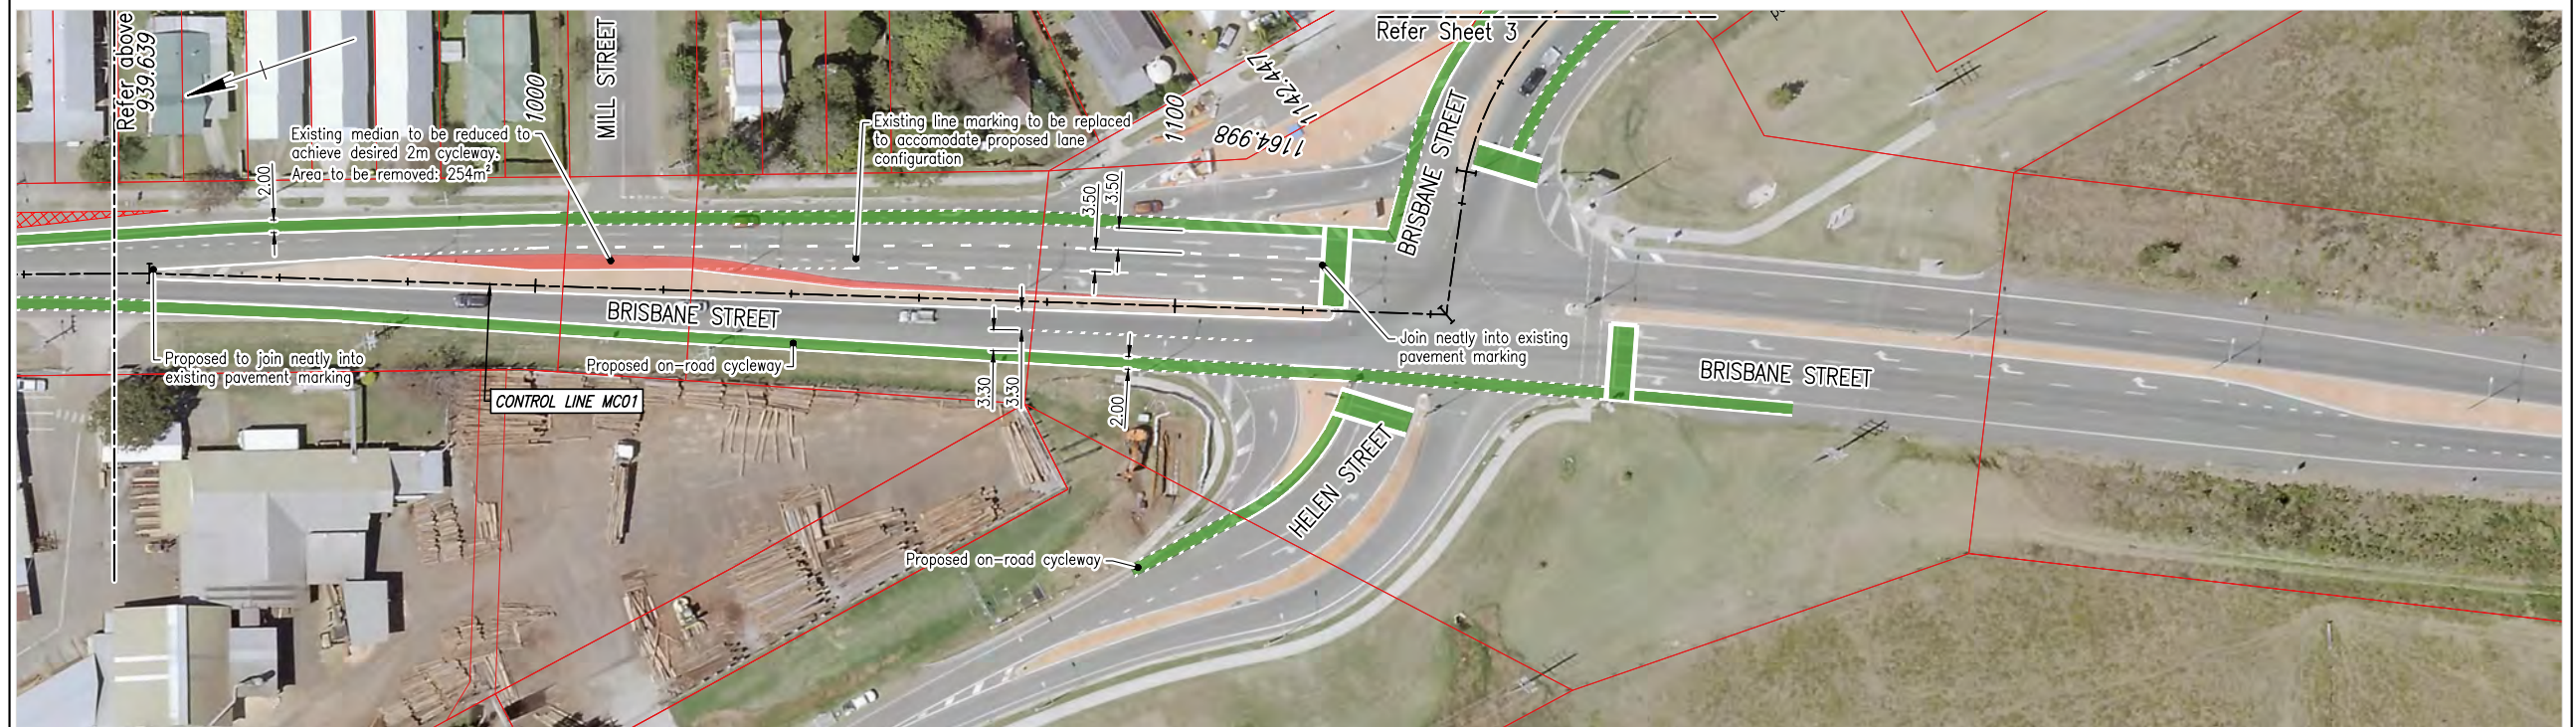 Refer above
939.639
MILL STREET
1000
Existing median to be reduced to
achieve desired 2m cycleway.
Area to be removed: 254m²
2.00
Existing line marking to be replaced
to accomodate proposed lane
configuration
1100
1142.447
1164.998
Refer Sheet 3
3.50
3.50
BRISBANE STREET
BRISBANE STREET
Proposed to join neatly into
existing pavement marking
Proposed on-road cycleway
CONTROL LINE MC01
3.30
3.30
2.00
Join neatly into existing
pavement marking
BRISBANE STREET
HELEN STREET
Proposed on-road cycleway